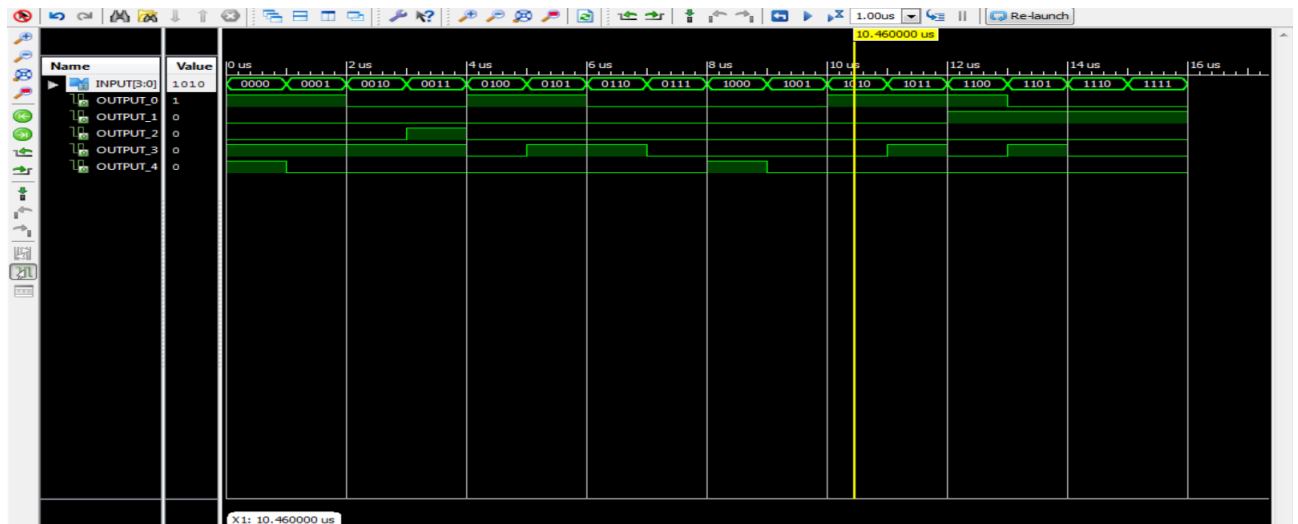 1.00us Re-launch
10.460000 us
Name Value 0 us 2 us 4 us 6 us 8 us 10 us 12 us 14 us 16 us
INPUT[3:0] 1010 0000 0001 0010 0011 0100 0101 0110 0111 1000 1001 1010 1011 1100 1101 1110 1111
OUTPUT_0 1
OUTPUT_1 0
OUTPUT_2 0
OUTPUT_3 0
OUTPUT_4 0
X1: 10.460000 us